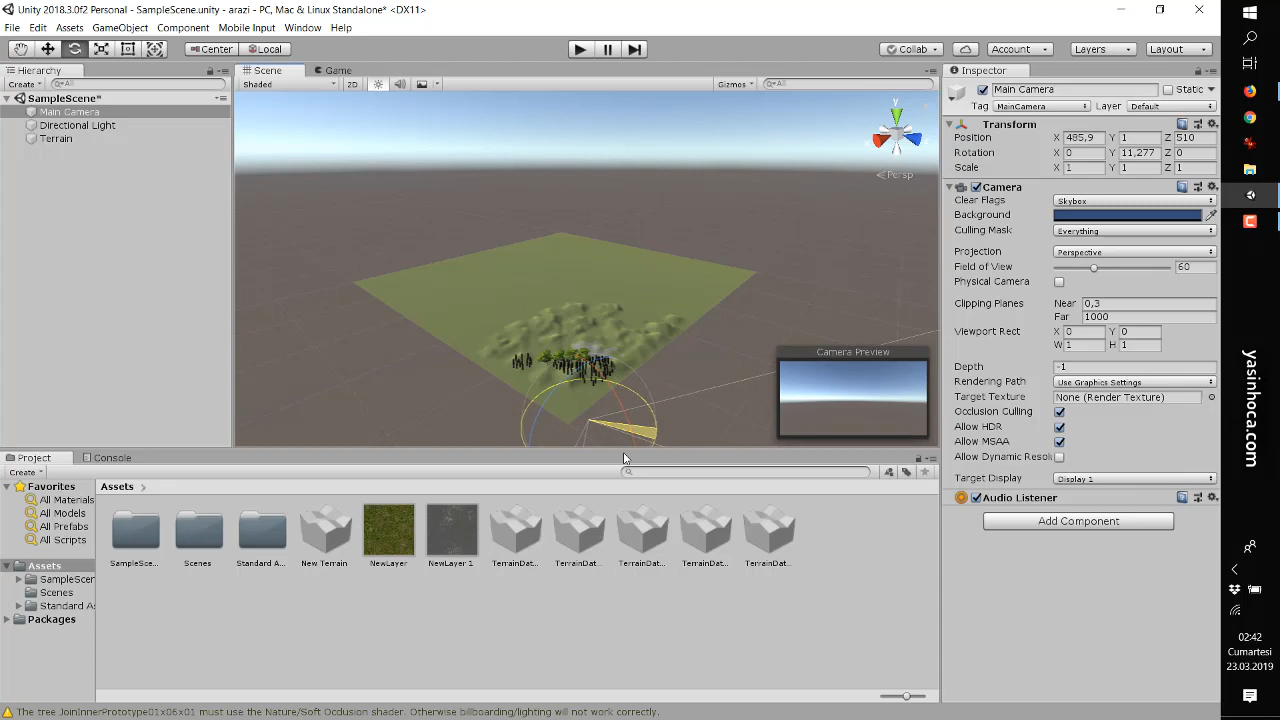 Unity 2018.3.0f2 Personal - SampleScene.unity - arazi - PC, Mac & Linux Standalone* <DX11>
File Edit Assets GameObject Component Mobile Input Window Help
Center Local Collab Account Layers Layout
Hierarchy
Create All
SampleScene*
Main Camera
Directional Light
Terrain
Scene Game
Shaded 2D Gizmos All
y
Persp
Camera Preview
Inspector
Main Camera Static
Tag MainCamera Layer Default
Transform
Position X 485,9 Y 1 Z 510
Rotation X 0 Y 11,277 Z 0
Scale X 1 Y 1 Z 1
Camera
Clear Flags Skybox
Background
Culling Mask Everything
Projection Perspective
Field of View 60
Physical Camera
Clipping Planes Near 0,3
Far 1000
Viewport Rect X 0 Y 0
W 1 H 1
Depth -1
Rendering Path Use Graphics Settings
Target Texture None (Render Texture)
Occlusion Culling
Allow HDR
Allow MSAA
Allow Dynamic Resol
Target Display Display 1
Audio Listener
Add Component
Project Console
Create
Favorites
All Materials
All Models
All Prefabs
All Scripts
Assets
SampleScer
Scenes
Standard As
Packages
Assets
SampleSce... Scenes Standard A... New Terrain NewLayer NewLayer 1 TerrainDat... TerrainDat... TerrainDat... TerrainDat... TerrainDat...
The tree JoinInnerPrototype01x06x01 must use the Nature/Soft Occlusion shader. Otherwise billboarding/lighting will not work correctly.
yasinhoca.com
02:42
Cumartesi
23.03.2019